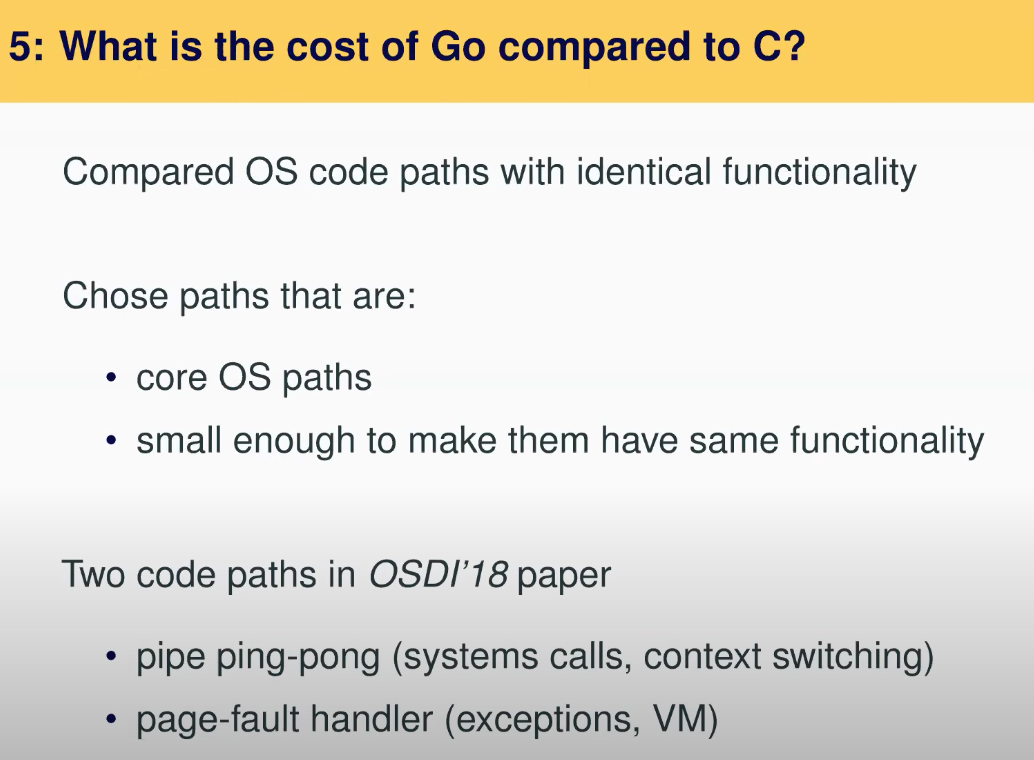 5: What is the cost of Go compared to C?
Compared OS code paths with identical functionality
Chose paths that are:
• core OS paths
• small enough to make them have same functionality
Two code paths in OSDI'18 paper
• pipe ping-pong (systems calls, context switching)
• page-fault handler (exceptions, VM)